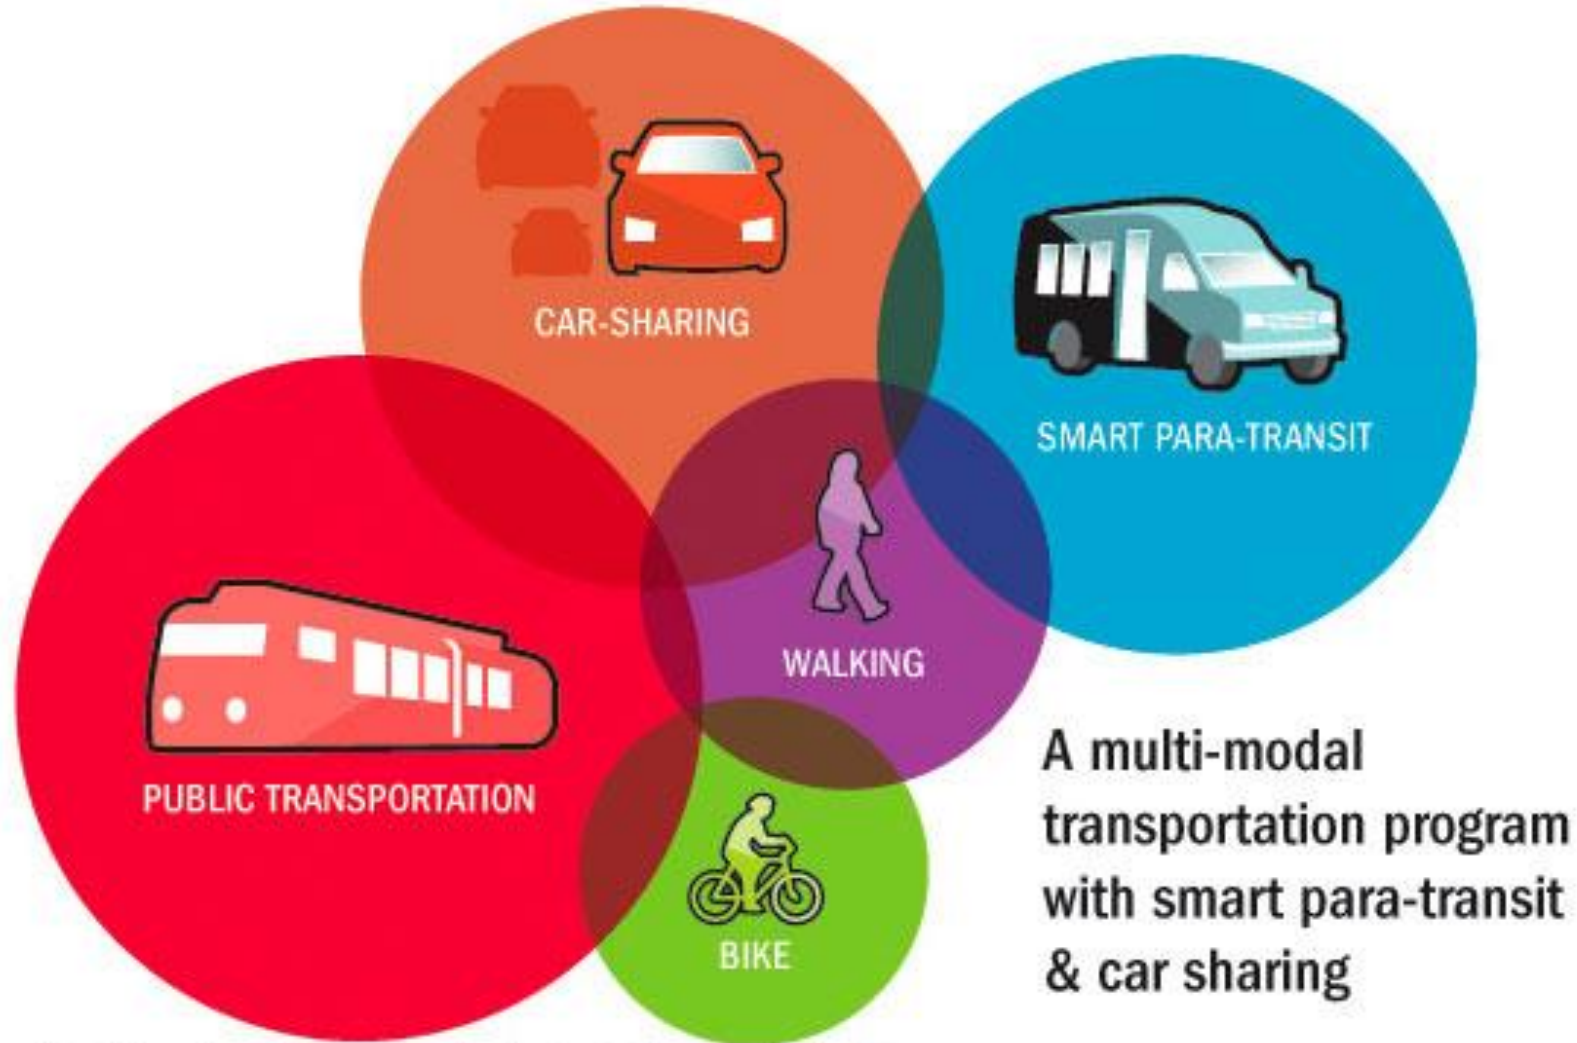 CAR-SHARING
SMART PARA-TRANSIT
WALKING
PUBLIC TRANSPORTATION
BIKE
A multi-modal
transportation program
with smart para-transit
& car sharing